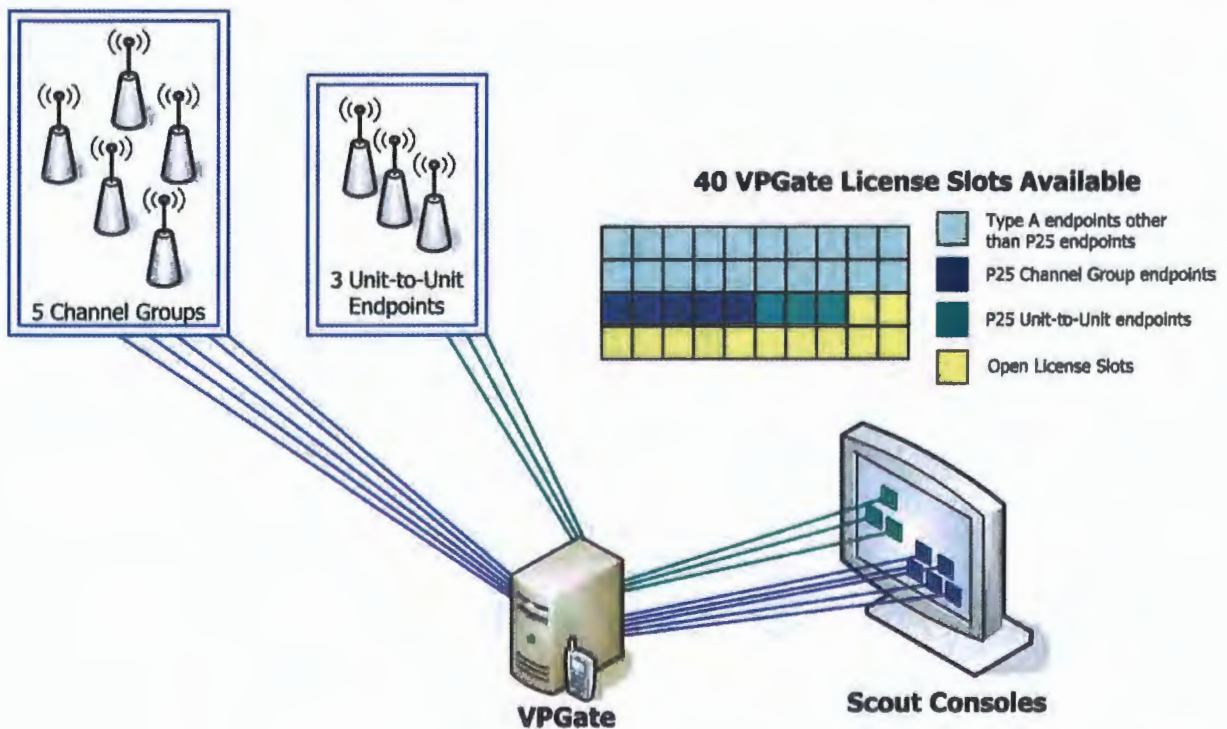 5 Channel Groups
3 Unit-to-Unit
Endpoints
40 VPGate License Slots Available
Type A endpoints other
than P25 endpoints
P25 Channel Group endpoints
P25 Unit-to-Unit endpoints
Open License Slots
VPGate
Scout Consoles